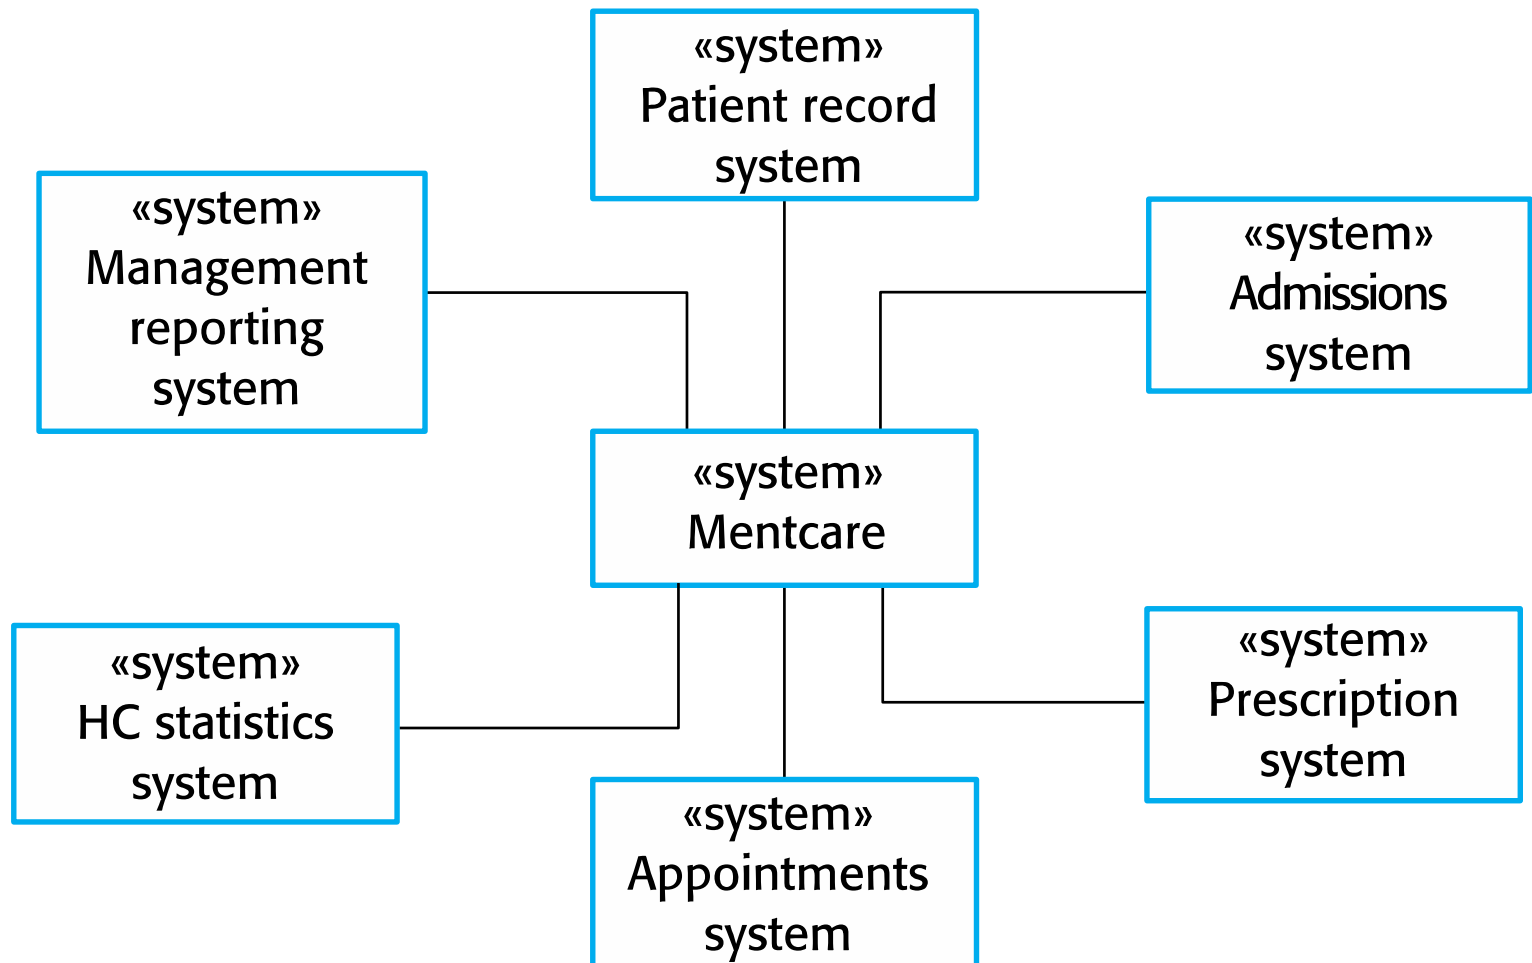 «system»
Patient record
system
«system»
Management
reporting
system
«system»
Admissions
system
«system»
Mentcare
«system»
HC statistics
system
«system»
Prescription
system
«system»
Appointments
system